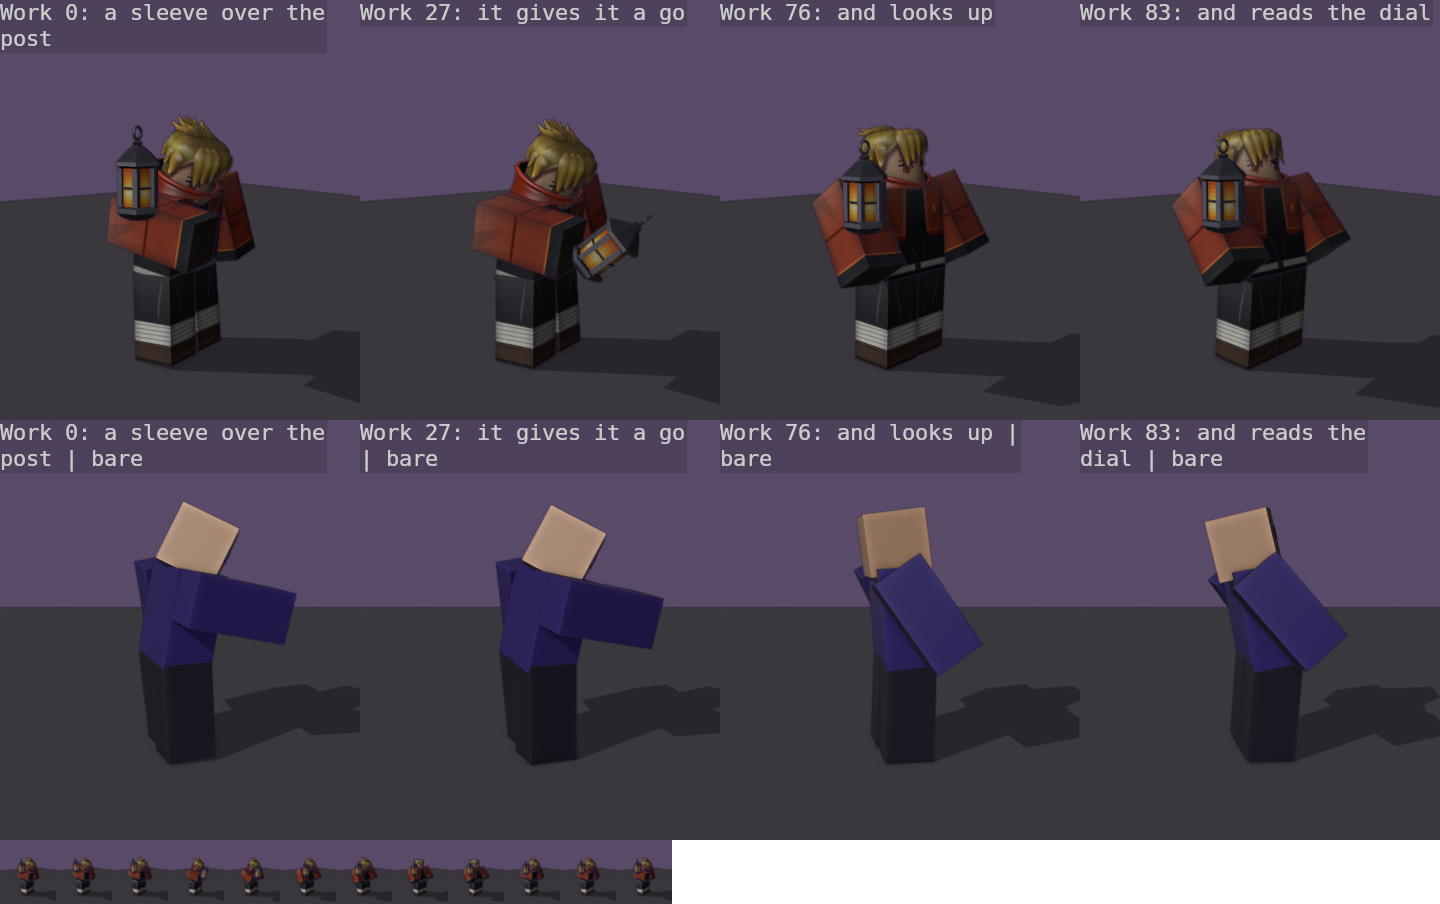 Work 0: a sleeve over the
post
Work 27: it gives it a go
Work 76: and looks up
Work 83: and reads the dial
Work 0: a sleeve over the
post | bare
Work 27: it gives it a go
| bare
Work 76: and looks up |
bare
Work 83: and reads the
dial | bare